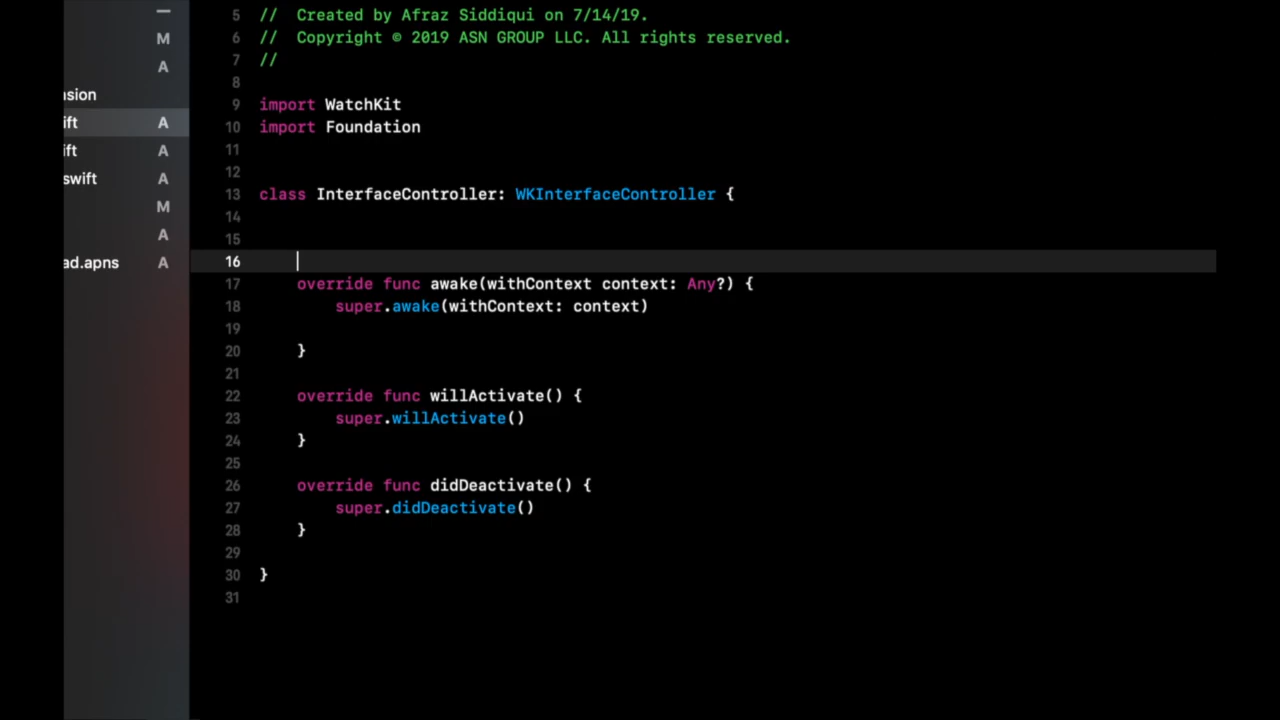 M
A
nsion
ift A
ift A
swift A
M
A
ad.apns A
5 //  Created by Afraz Siddiqui on 7/14/19.
6 //  Copyright © 2019 ASN GROUP LLC. All rights reserved.
7 //
8
9 import WatchKit
10 import Foundation
11
12
13 class InterfaceController: WKInterfaceController {
14
15
16
17     override func awake(withContext context: Any?) {
18         super.awake(withContext: context)
19
20     }
21
22     override func willActivate() {
23         super.willActivate()
24     }
25
26     override func didDeactivate() {
27         super.didDeactivate()
28     }
29
30 }
31